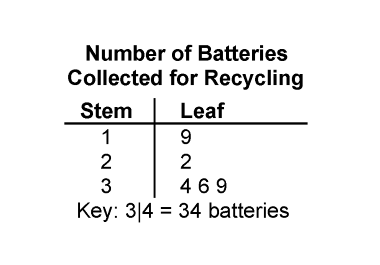 Number of Batteries
Collected for Recycling
Stem Leaf
1 9
2 2
3 4 6 9
Key: 3|4 = 34 batteries